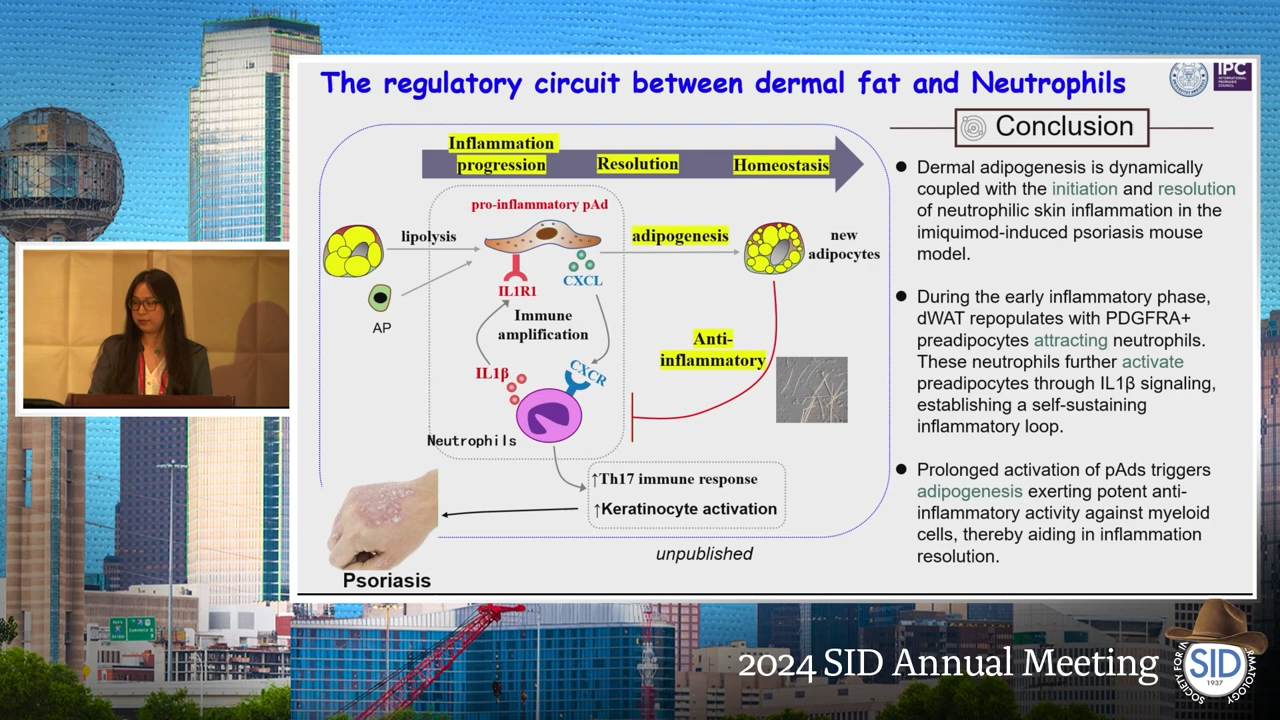 The regulatory circuit between dermal fat and Neutrophils
IPC
INTERNATIONAL
PSORIASIS
COUNCIL
Inflammation
progression
Resolution
Homeostasis
pro-inflammatory pAd
lipolysis
adipogenesis
new
adipocytes
IL1R1
CXCL
AP
Immune
amplification
Anti-
inflammatory
IL1β
CXCR
Neutrophils
↑Th17 immune response
↑Keratinocyte activation
unpublished
Psoriasis
Conclusion
● Dermal adipogenesis is dynamically
coupled with the initiation and resolution
of neutrophilic skin inflammation in the
imiquimod-induced psoriasis mouse
model.
● During the early inflammatory phase,
dWAT repopulates with PDGFRA+
preadipocytes attracting neutrophils.
These neutrophils further activate
preadipocytes through IL1β signaling,
establishing a self-sustaining
inflammatory loop.
● Prolonged activation of pAds triggers
adipogenesis exerting potent anti-
inflammatory activity against myeloid
cells, thereby aiding in inflammation
resolution.
2024 SID Annual Meeting
SID
1937